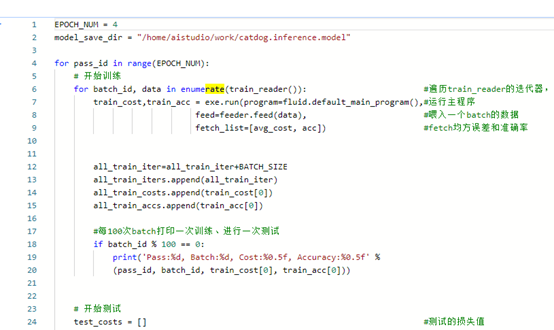 1 EPOCH_NUM = 4
2 model_save_dir = "/home/aistudio/work/catdog.inference.model"
3
4 for pass_id in range(EPOCH_NUM):
5 # 开始训练
6 for batch_id, data in enumerate(train_reader()): #遍历train_reader的迭代器,
7 train_cost,train_acc = exe.run(program=fluid.default_main_program(),#运行主程序
8 feed=feeder.feed(data), #喂入一个batch的数据
9 fetch_list=[avg_cost, acc]) #fetch均方误差和准确率
10
11
12 all_train_iter=all_train_iter+BATCH_SIZE
13 all_train_iters.append(all_train_iter)
14 all_train_costs.append(train_cost[0])
15 all_train_accs.append(train_acc[0])
16
17 #每100次batch打印一次训练、进行一次测试
18 if batch_id % 100 == 0:
19 print('Pass:%d, Batch:%d, Cost:%0.5f, Accuracy:%0.5f' %
20 (pass_id, batch_id, train_cost[0], train_acc[0]))
21
22
23 # 开始测试
24 test_costs = [] #测试的损失值